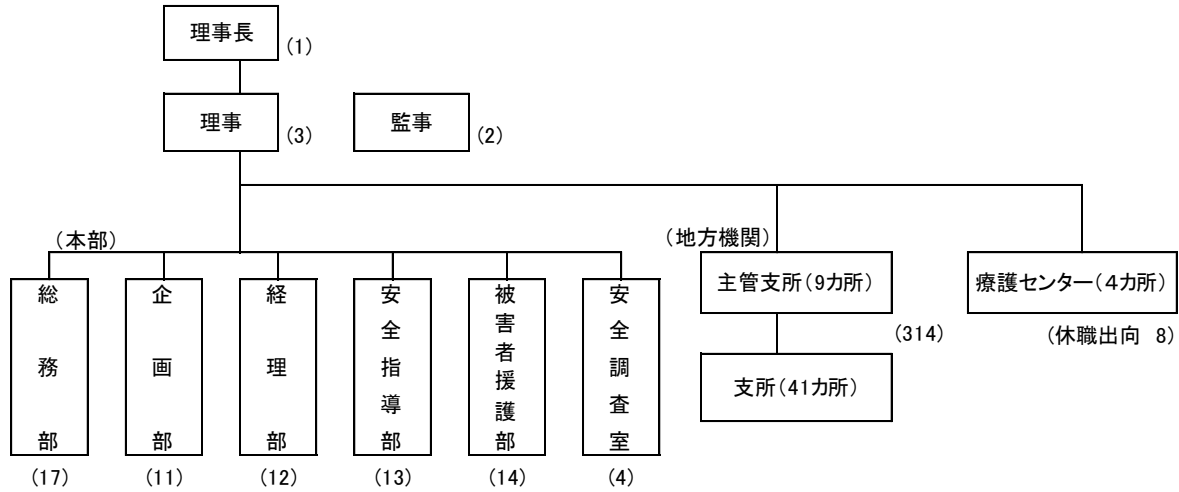 理事長
(1)
理事
(3)
監事
(2)
(本部)
(地方機関)
総務部
企画部
経理部
安全指導部
被害者援護部
安全調査室
主管支所(9カ所)
療護センター(4カ所)
(314)
(休職出向 8)
支所(41カ所)
(17)
(11)
(12)
(13)
(14)
(4)